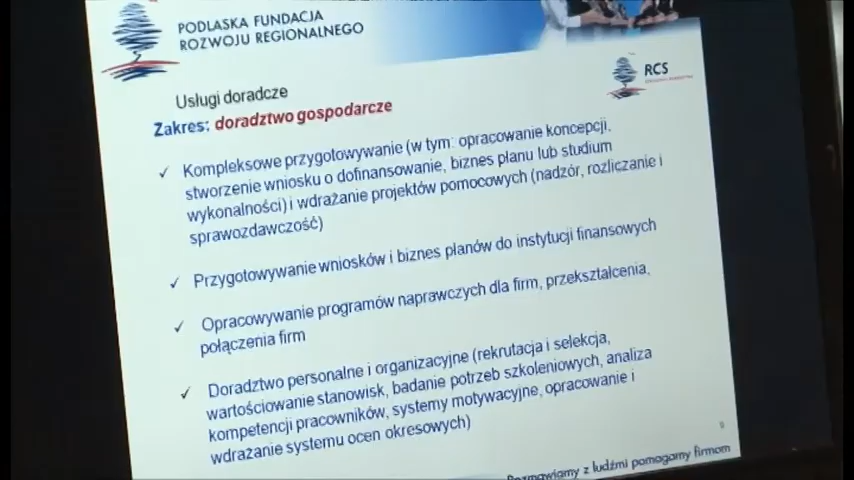 PODLASKA FUNDACJA
ROZWOJU REGIONALNEGO
RCS
Usługi doradcze
Zakres: doradztwo gospodarcze
✓ Kompleksowe przygotowywanie (w tym: opracowanie koncepcji,
stworzenie wniosku o dofinansowanie, biznes planu lub studium
wykonalności) i wdrażanie projektów pomocowych (nadzór, rozliczanie i
sprawozdawczość)
✓ Przygotowywanie wniosków i biznes planów do instytucji finansowych
✓ Opracowywanie programów naprawczych dla firm, przekształcenia,
połączenia firm
✓ Doradztwo personalne i organizacyjne (rekrutacja i selekcja,
wartościowanie stanowisk, badanie potrzeb szkoleniowych, analiza
kompetencji pracowników, systemy motywacyjne, opracowanie i
wdrażanie systemu ocen okresowych)
Rozmawiamy z ludźmi pomagamy firmom